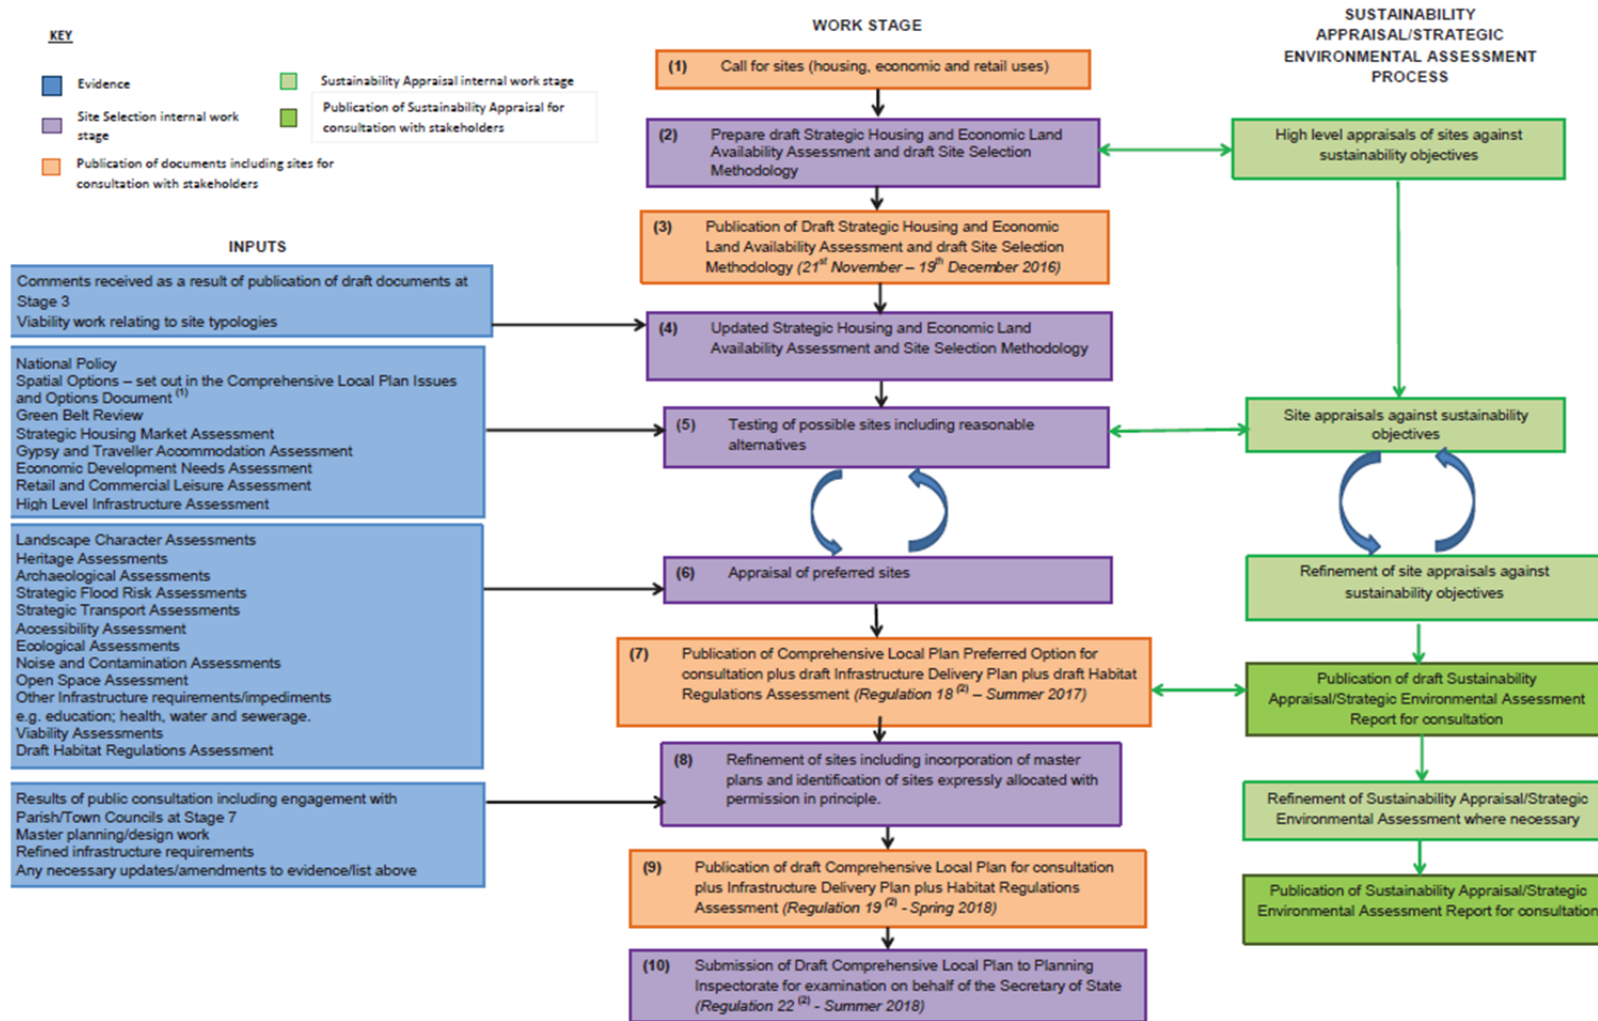 KEY
Evidence
Site Selection internal work
stage
Publication of documents including sites for
consultation with stakeholders
Sustainability Appraisal internal work stage
Publication of Sustainability Appraisal for
consultation with stakeholders
INPUTS
Comments received as a result of publication of draft documents at
Stage 3
Viability work relating to site typologies
National Policy
Spatial Options – set out in the Comprehensive Local Plan Issues
and Options Document (1)
Green Belt Review
Strategic Housing Market Assessment
Gypsy and Traveller Accommodation Assessment
Economic Development Needs Assessment
Retail and Commercial Leisure Assessment
High Level Infrastructure Assessment
Landscape Character Assessments
Heritage Assessments
Archaeological Assessments
Strategic Flood Risk Assessments
Strategic Transport Assessments
Accessibility Assessment
Ecological Assessments
Noise and Contamination Assessments
Open Space Assessment
Other Infrastructure requirements/impediments
e.g. education; health, water and sewerage.
Viability Assessments
Draft Habitat Regulations Assessment
Results of public consultation including engagement with
Parish/Town Councils at Stage 7
Master planning/design work
Refined infrastructure requirements
Any necessary updates/amendments to evidence/list above
WORK STAGE
(1) Call for sites (housing, economic and retail uses)
(2) Prepare draft Strategic Housing and Economic Land
Availability Assessment and draft Site Selection
Methodology
(3) Publication of Draft Strategic Housing and Economic
Land Availability Assessment and draft Site Selection
Methodology (21st November – 19th December 2016)
(4) Updated Strategic Housing and Economic Land
Availability Assessment and Site Selection Methodology
(5) Testing of possible sites including reasonable
alternatives
(6) Appraisal of preferred sites
(7) Publication of Comprehensive Local Plan Preferred Option for
consultation plus draft Infrastructure Delivery Plan plus draft Habitat
Regulations Assessment (Regulation 18 (2) – Summer 2017)
(8) Refinement of sites including incorporation of master
plans and identification of sites expressly allocated with
permission in principle.
(9) Publication of draft Comprehensive Local Plan for consultation
plus Infrastructure Delivery Plan plus Habitat Regulations
Assessment (Regulation 19 (2) - Spring 2018)
(10) Submission of Draft Comprehensive Local Plan to Planning
Inspectorate for examination on behalf of the Secretary of State
(Regulation 22 (2) - Summer 2018)
SUSTAINABILITY
APPRAISAL/STRATEGIC
ENVIRONMENTAL ASSESSMENT
PROCESS
High level appraisals of sites against
sustainability objectives
Site appraisals against sustainability
objectives
Refinement of site appraisals against
sustainability objectives
Publication of draft Sustainability
Appraisal/Strategic Environmental Assessment
Report for consultation
Refinement of Sustainability Appraisal/Strategic
Environmental Assessment where necessary
Publication of Sustainability Appraisal/Strategic
Environmental Assessment Report for consultation